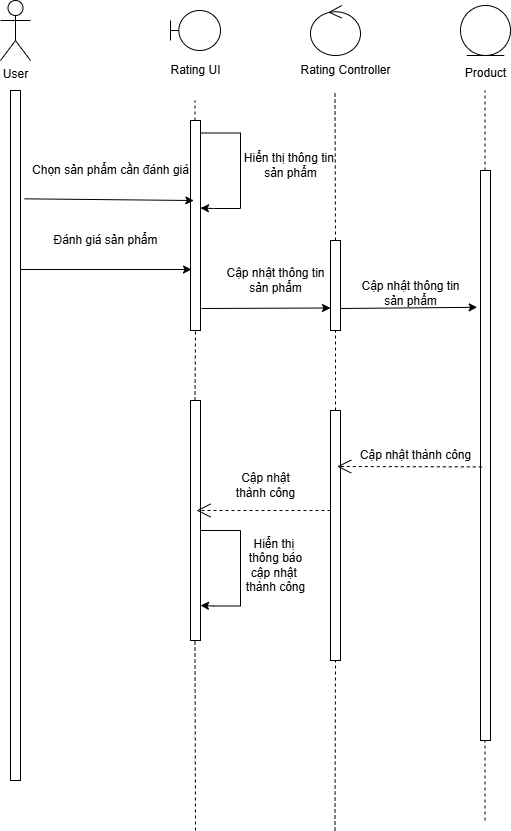 User
Rating UI
Rating Controller
Product
Hiển thị thông tin
sản phẩm
Chọn sản phẩm cần đánh giá
Đánh giá sản phẩm
Cập nhật thông tin
sản phẩm
Cập nhật thông tin
sản phẩm
Cập nhật thành công
Cập nhật
thành công
Hiển thị
thông báo
cập nhật
thành công